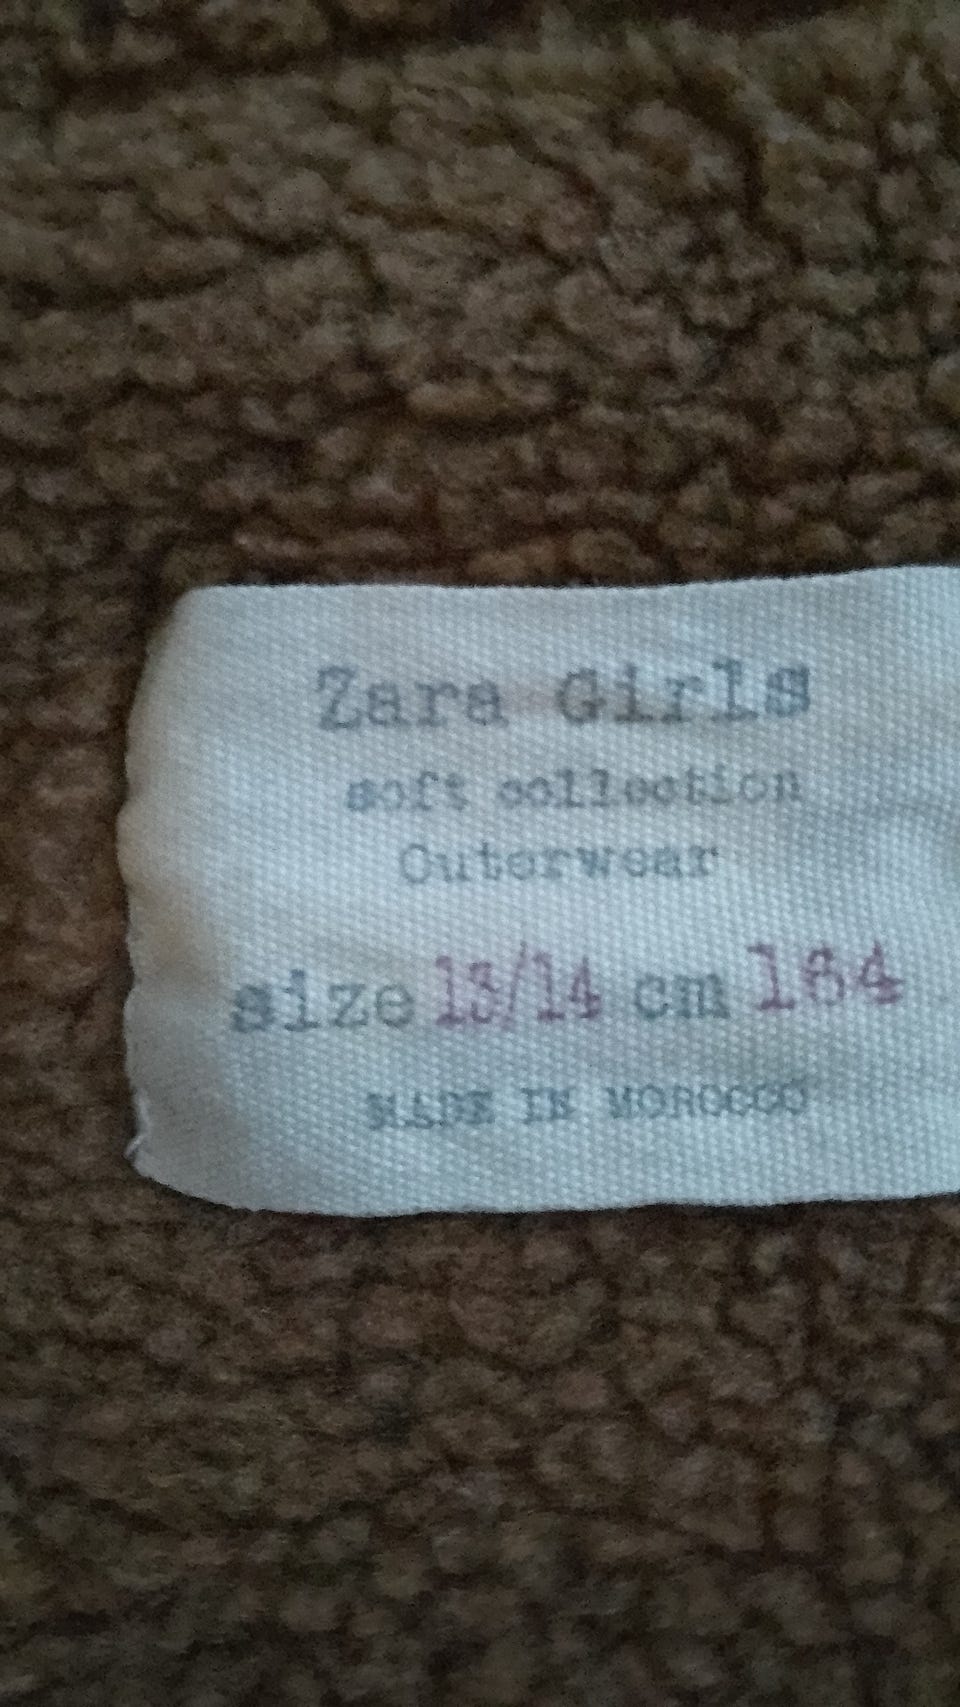 Zara Girls
soft collection
Outerwear
size 13/14 cm 164
MADE IN MOROCCO